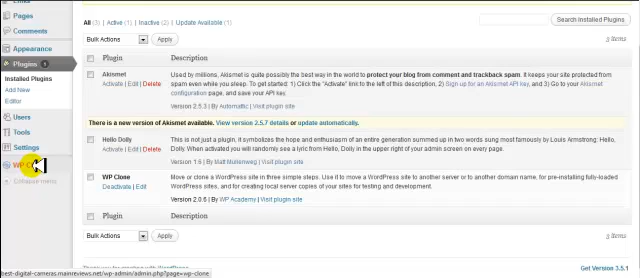 Links
Pages
Comments
Appearance
Plugins 1
Installed Plugins
Add New
Editor
Users
Tools
Settings
WP C
Collapse menu
All (3) | Active (1) | Inactive (2) | Update Available (1)
Search Installed Plugins
Bulk Actions Apply 3 items
Plugin Description
Akismet
Activate | Edit | Delete
Used by millions, Akismet is quite possibly the best way in the world to protect your blog from comment and trackback spam. It keeps your site protected from
spam even while you sleep. To get started: 1) Click the "Activate" link to the left of this description, 2) Sign up for an Akismet API key, and 3) Go to your Akismet
configuration page, and save your API key.
Version 2.5.3 | By Automattic | Visit plugin site
There is a new version of Akismet available. View version 2.5.7 details or update automatically.
Hello Dolly
Activate | Edit | Delete
This is not just a plugin, it symbolizes the hope and enthusiasm of an entire generation summed up in two words sung most famously by Louis Armstrong: Hello,
Dolly. When activated you will randomly see a lyric from Hello, Dolly in the upper right of your admin screen on every page.
Version 1.6 | By Matt Mullenweg | Visit plugin site
WP Clone
Deactivate | Edit
Move or clone a WordPress site in three simple steps. Use it to move a WordPress site to another server or to another domain name, for pre-installing fully-loaded
WordPress sites, and for creating local server copies of your sites for testing and development.
Version 2.0.6 | By WP Academy | Visit plugin site
Plugin Description
Bulk Actions Apply 3 items
best-digital-cameras.mainreviews.net/wp-admin/admin.php?page=wp-clone
Get Version 3.5.1